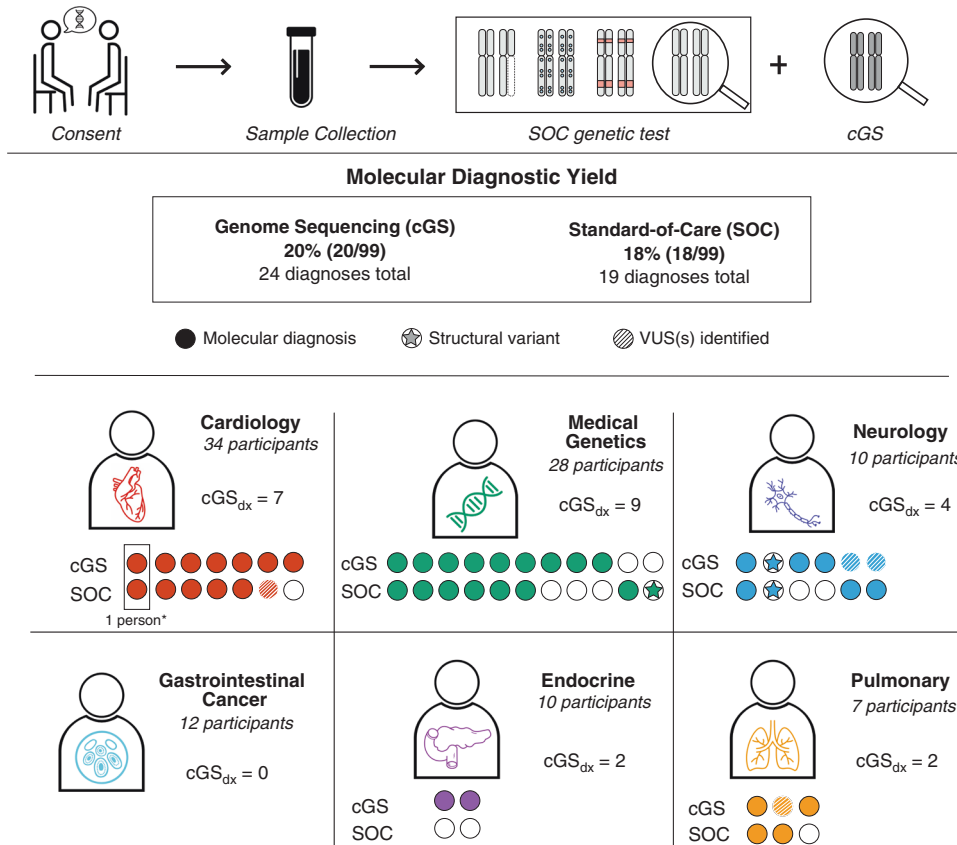 Consent
Sample Collection
SOC genetic test
+
cGS
Molecular Diagnostic Yield
Genome Sequencing (cGS)
20% (20/99)
24 diagnoses total
Standard-of-Care (SOC)
18% (18/99)
19 diagnoses total
Molecular diagnosis
Structural variant
VUS(s) identified
Cardiology
34 participants
cGSdx = 7
cGS
SOC
1 person*
Medical
Genetics
28 participants
cGSdx = 9
cGS
SOC
Neurology
10 participants
cGSdx = 4
cGS
SOC
Gastrointestinal
Cancer
12 participants
cGSdx = 0
Endocrine
10 participants
cGSdx = 2
cGS
SOC
Pulmonary
7 participants
cGSdx = 2
cGS
SOC